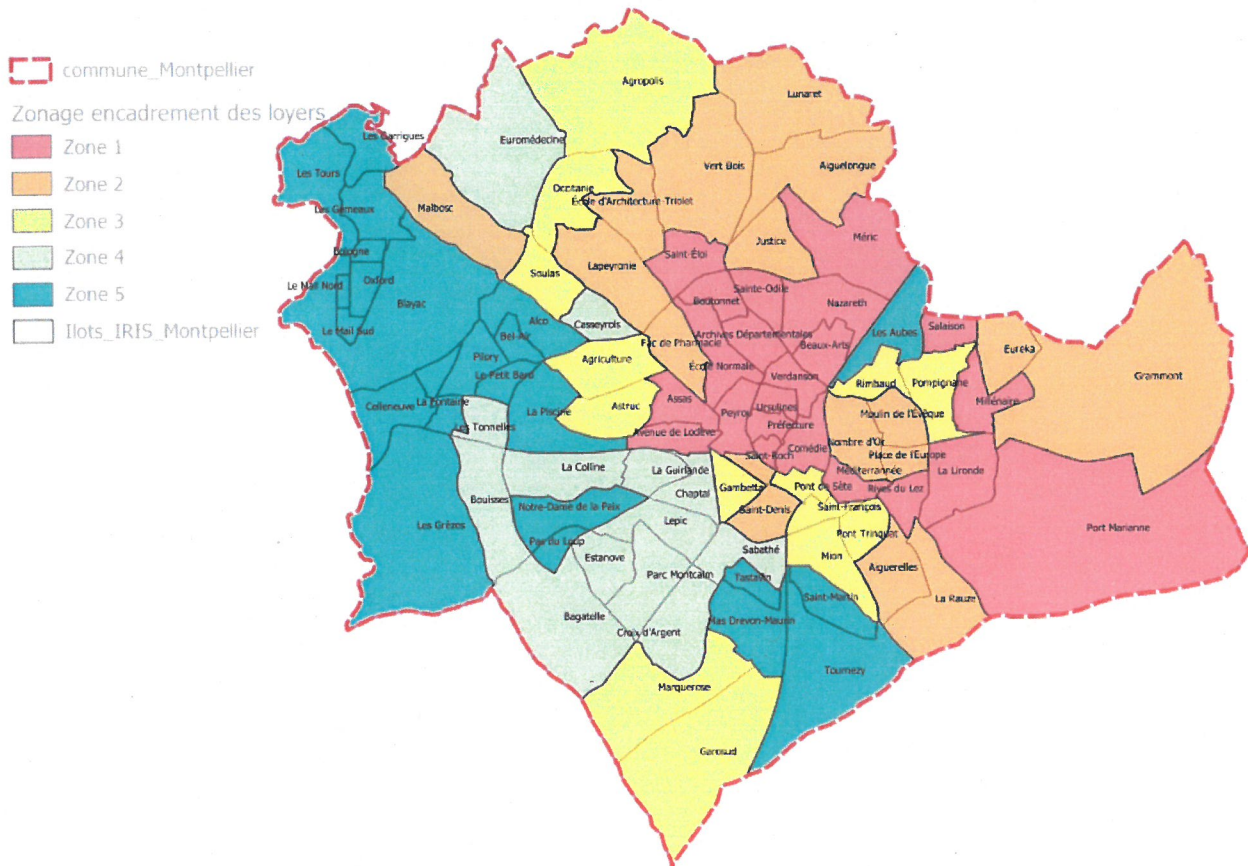 commune_Montpellier
Zonage encadrement des loyers
Zone 1
Zone 2
Zone 3
Zone 4
Zone 5
Ilots_IRIS_Montpellier
Agropolis
Lunaret
Les Garrigues
Euromédecine
Les Tours
Vert Bois
Aiguelongue
Occitanie
École d'Architecture-Triolet
Malbosc
Les Gémeaux
Méric
Justice
Saint-Éloi
Bologne
Lapeyronie
Soulas
Oxford
Le Mail Nord
Sainte-Odile
Boutonnet
Nazareth
Blayac
Alco
Casseyrols
Salaison
Le Mail Sud
Bel-Air
Archives Départementales
Les Aubes
Fac de Pharmacie
Beaux-Arts
Eureka
Pilory
Agriculture
École Normale
Le Petit Bard
Verdanson
Grammont
Rimbaud
Pompignane
Celleneuve
La Fontaine
Astruc
Assas
Millénaire
La Piscine
Peyrou
Ursulines
Moulin de l'Évêque
Les Tonnelles
Avenue de Lodève
Préfecture
Nombre d'Or
Comédie
Place de l'Europe
Saint-Roch
La Colline
La Guirlande
Méditerrannée
La Lironde
Gambetta
Pont de Sète
Rives du Lez
Bouisses
Chaptal
Notre-Dame de la Paix
Saint-Denis
Saint-François
Les Grèzes
Lepic
Port Marianne
Pont Trinquat
Pas du Loup
Estanove
Sabathé
Mion
Parc Montcalm
Tastavin
Aiguerelles
Saint-Martin
La Rauze
Bagatelle
Mas Drevon-Maurin
Croix d'Argent
Tournezy
Marquerose
Garosud